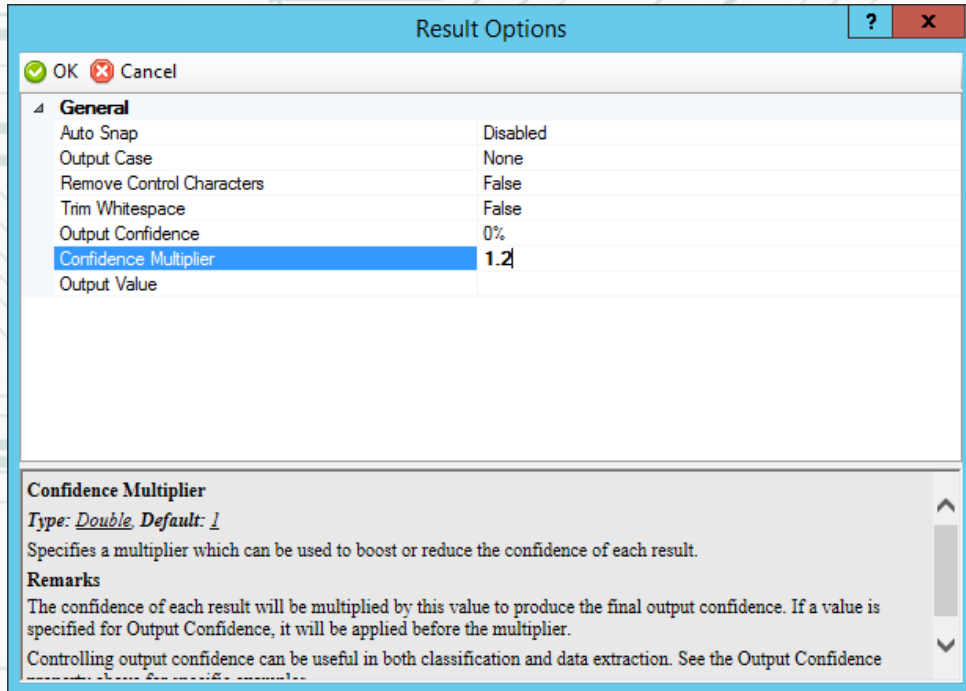 Result Options
? x
OK Cancel
General
Auto Snap Disabled
Output Case None
Remove Control Characters False
Trim Whitespace False
Output Confidence 0%
Confidence Multiplier 1.2
Output Value
Confidence Multiplier
Type: Double, Default: 1
Specifies a multiplier which can be used to boost or reduce the confidence of each result.
Remarks
The confidence of each result will be multiplied by this value to produce the final output confidence. If a value is
specified for Output Confidence, it will be applied before the multiplier.
Controlling output confidence can be useful in both classification and data extraction. See the Output Confidence
property above for specific examples.